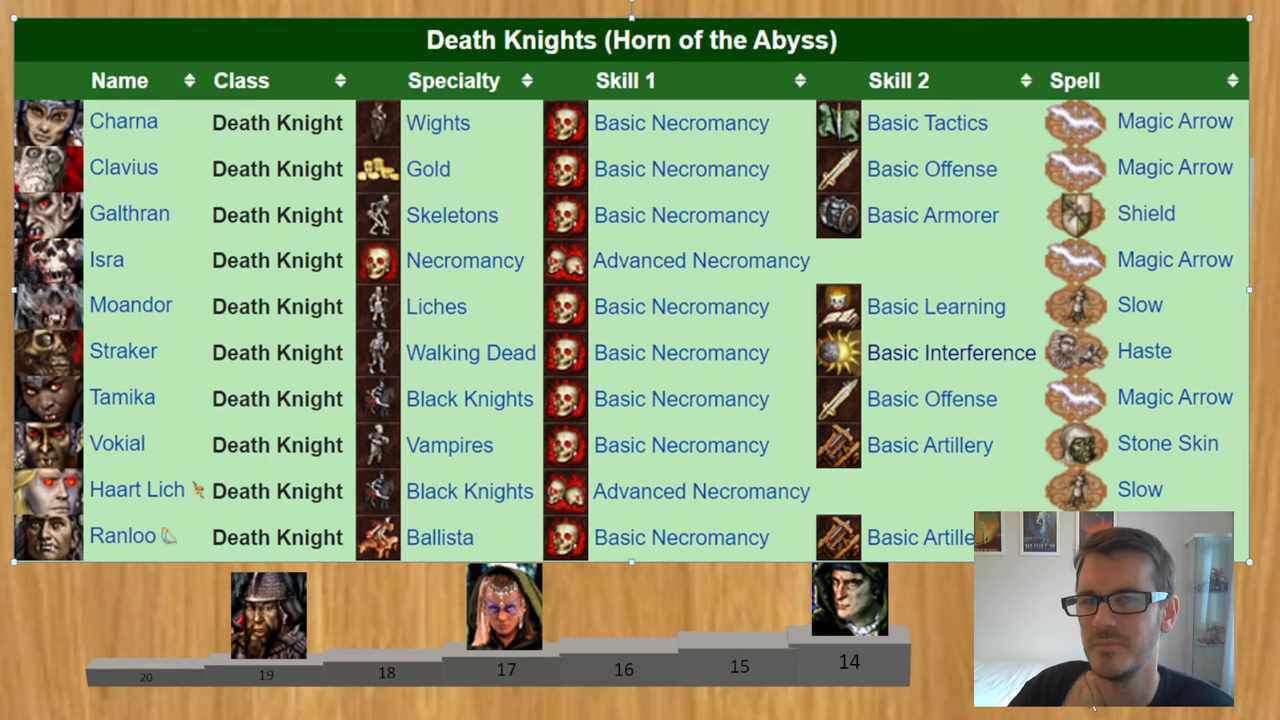 Death Knights (Horn of the Abyss)
Name Class Specialty Skill 1 Skill 2 Spell
Charna Death Knight Wights Basic Necromancy Basic Tactics Magic Arrow
Clavius Death Knight Gold Basic Necromancy Basic Offense Magic Arrow
Galthran Death Knight Skeletons Basic Necromancy Basic Armorer Shield
Isra Death Knight Necromancy Advanced Necromancy Magic Arrow
Moandor Death Knight Liches Basic Necromancy Basic Learning Slow
Straker Death Knight Walking Dead Basic Necromancy Basic Interference Haste
Tamika Death Knight Black Knights Basic Necromancy Basic Offense Magic Arrow
Vokial Death Knight Vampires Basic Necromancy Basic Artillery Stone Skin
Haart Lich Death Knight Black Knights Advanced Necromancy Slow
Ranloo Death Knight Ballista Basic Necromancy Basic Artille
20 19 18 17 16 15 14